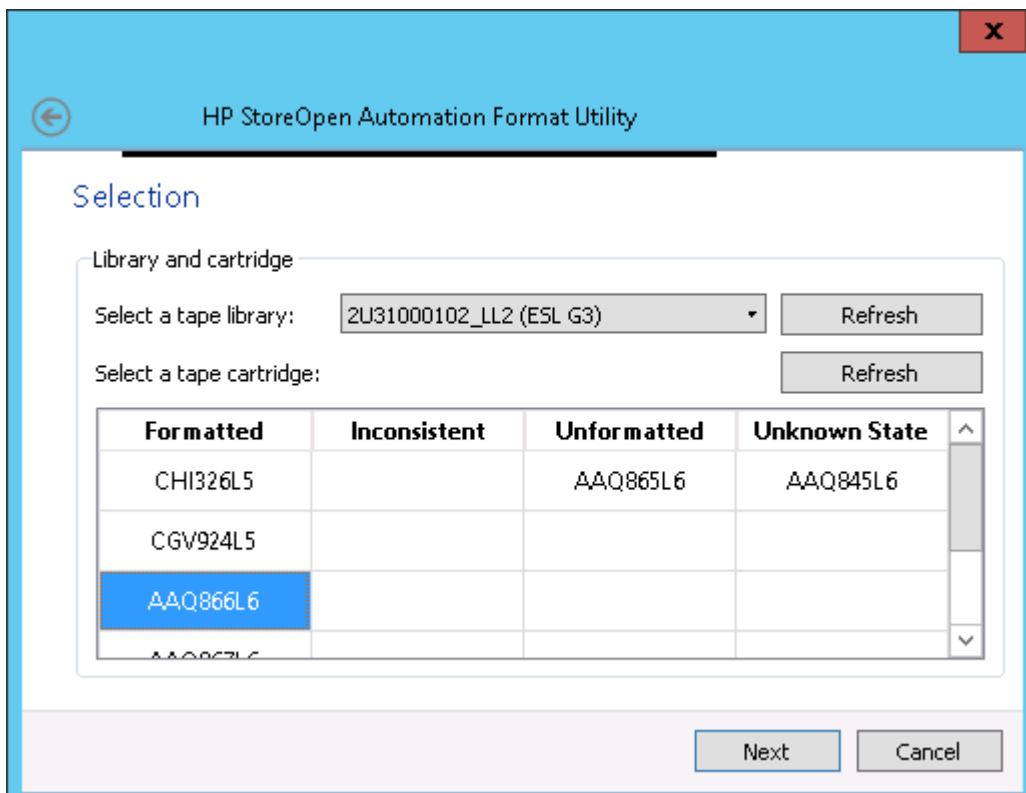 x
HP StoreOpen Automation Format Utility
Selection
Library and cartridge
Select a tape library: 2U31000102_LL2 (ESL G3) Refresh
Select a tape cartridge: Refresh
Formatted Inconsistent Unformatted Unknown State
CHI326L5 AAQ865L6 AAQ845L6
CGV924L5
AAQ866L6
Next Cancel